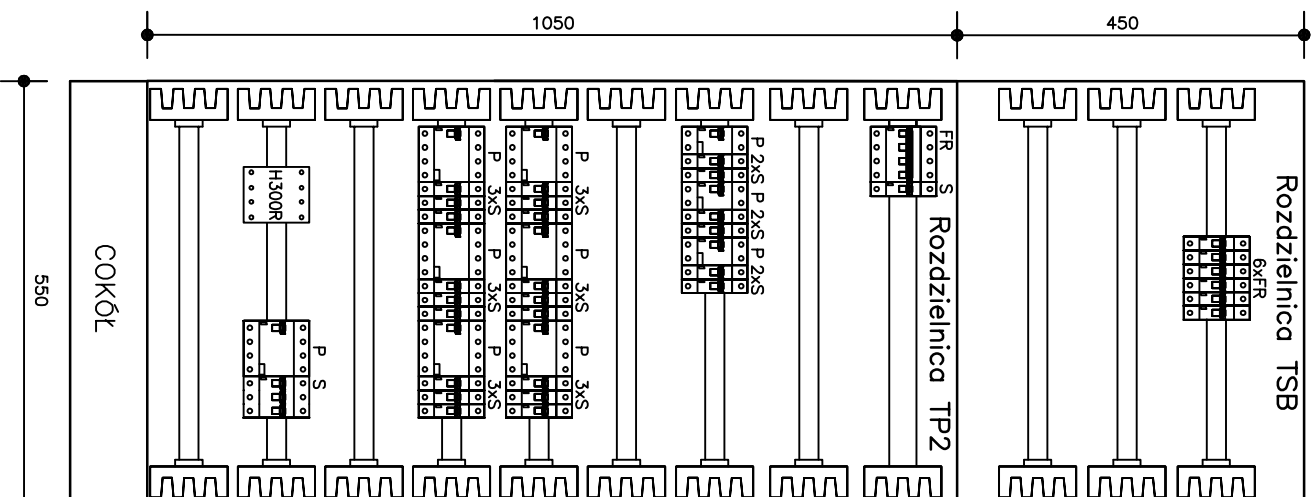 1050
450
Rozdzielnica TSB
6xFR
Rozdzielnica TP2
FR S
P 2xS P 2xS P 2xS
P 3xS P 3xS P 3xS
P 3xS P 3xS P 3xS
P S
H300R
COKÓŁ
550